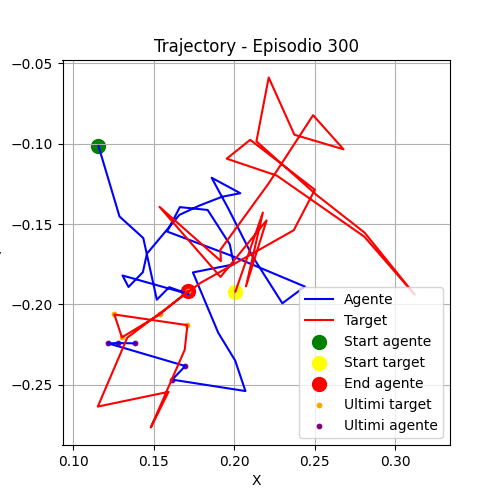 Trajectory - Episodio 300
−0.05
−0.10
−0.15
−0.20
−0.25
0.10 0.15 0.20 0.25 0.30
X
Agente
Target
Start agente
Start target
End agente
Ultimi target
Ultimi agente